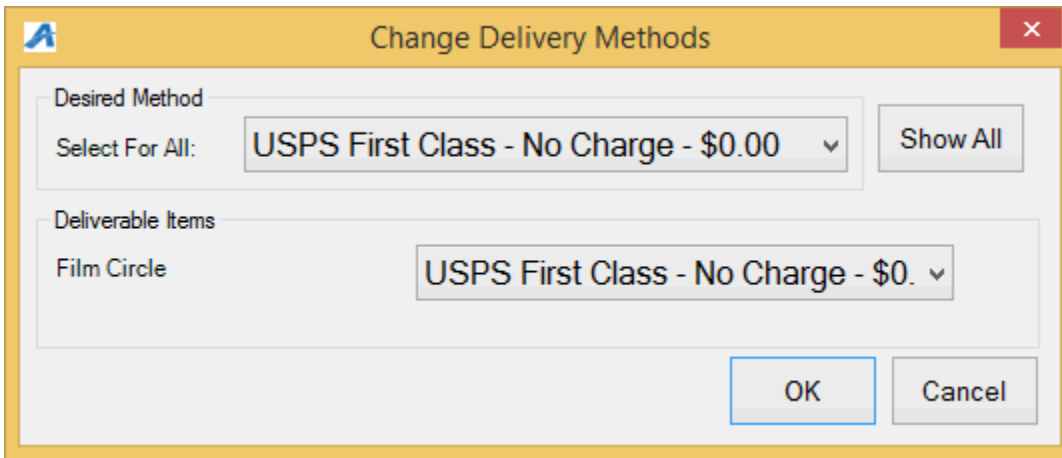 Change Delivery Methods
Desired Method
Select For All:
USPS First Class - No Charge - $0.00
Show All
Deliverable Items
Film Circle
USPS First Class - No Charge - $0.
OK
Cancel